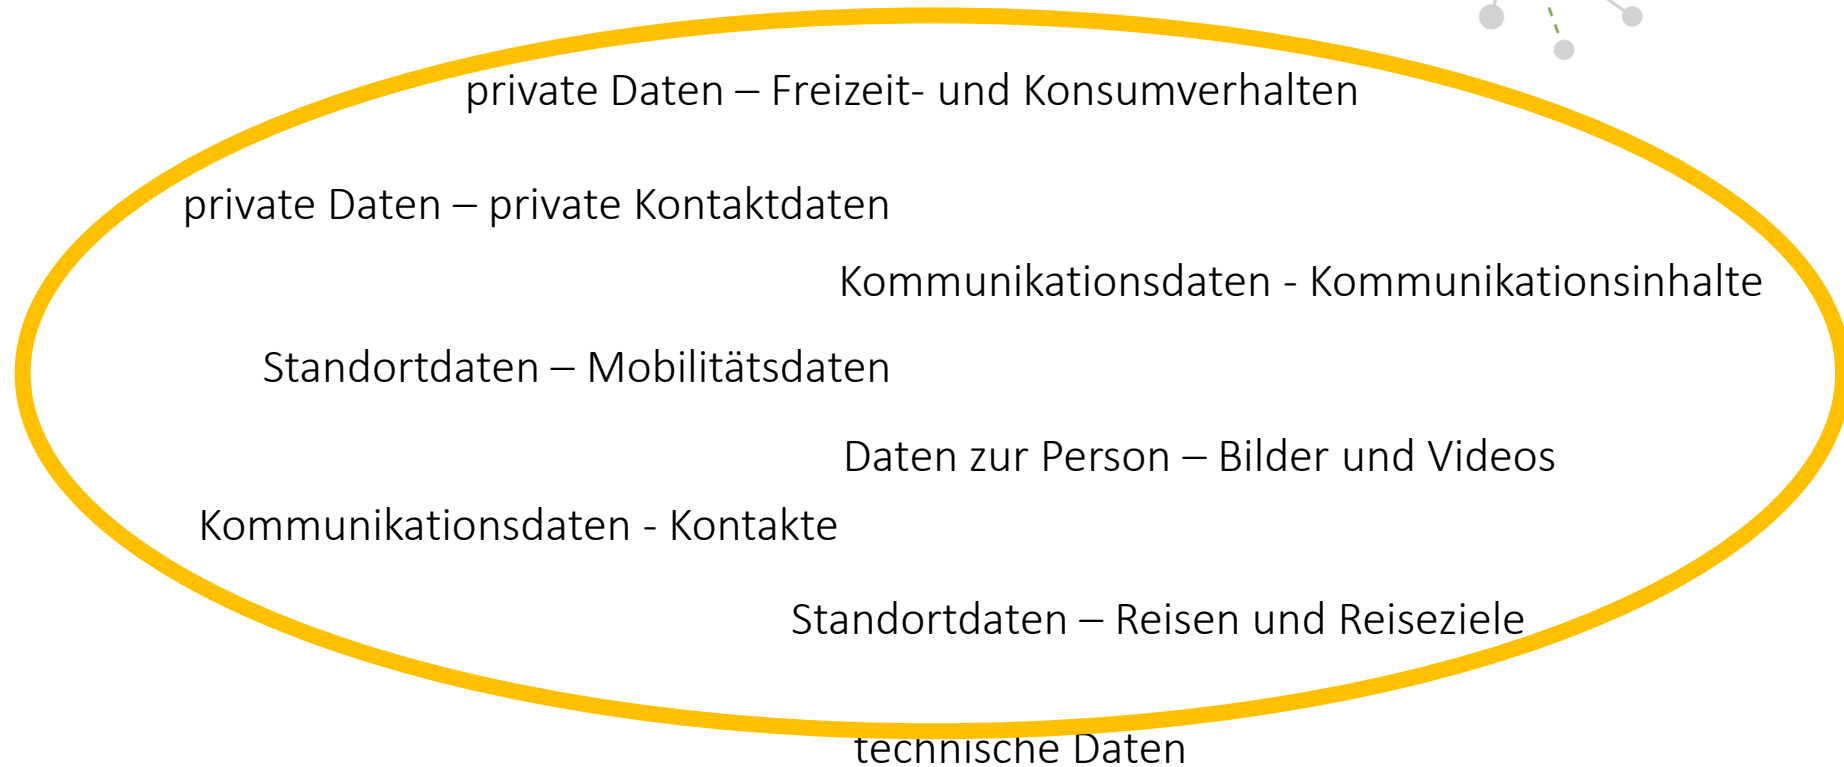 private Daten – Freizeit- und Konsumverhalten
private Daten – private Kontaktdaten
Kommunikationsdaten - Kommunikationsinhalte
Standortdaten – Mobilitätsdaten
Daten zur Person – Bilder und Videos
Kommunikationsdaten - Kontakte
Standortdaten – Reisen und Reiseziele
technische Daten